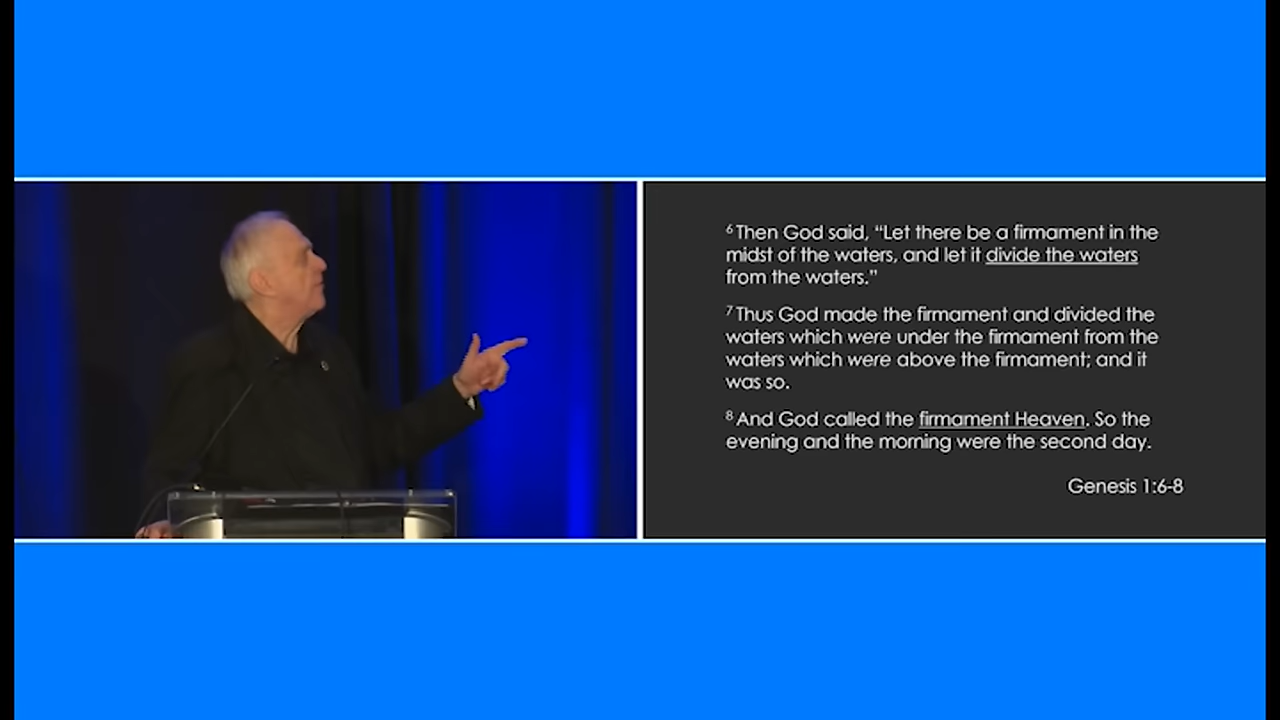 ⁶ Then God said, “Let there be a firmament in the
midst of the waters, and let it divide the waters
from the waters.”
⁷ Thus God made the firmament and divided the
waters which were under the firmament from the
waters which were above the firmament; and it
was so.
⁸ And God called the firmament Heaven. So the
evening and the morning were the second day.
Genesis 1:6-8